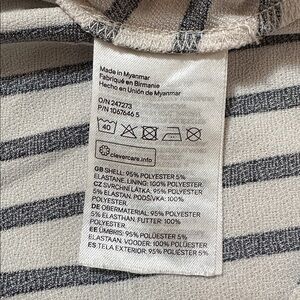 Made in Myanmar
Fabriqué en Birmanie
Hecho en Unión de Myanmar
O/N 247273
P/N 1067646 5
40
clevercare.info
GB SHELL: 95% POLYESTER 5%
ELASTANE. LINING: 100% POLYESTER.
CZ SVRCHNÍ LÁTKA: 95% POLYESTER
5% ELASTAN. PODŠÍVKA: 100%
POLYESTER.
DE OBERMATERIAL: 95% POLYESTER
5% ELASTHAN. FUTTER: 100%
POLYESTER.
EE ÜMBRIS: 95% POLÜESTER 5%
ELASTAAN. VOODER: 100% POLÜESTER
ES TELA EXTERIOR: 95% POLIÉSTER 5%